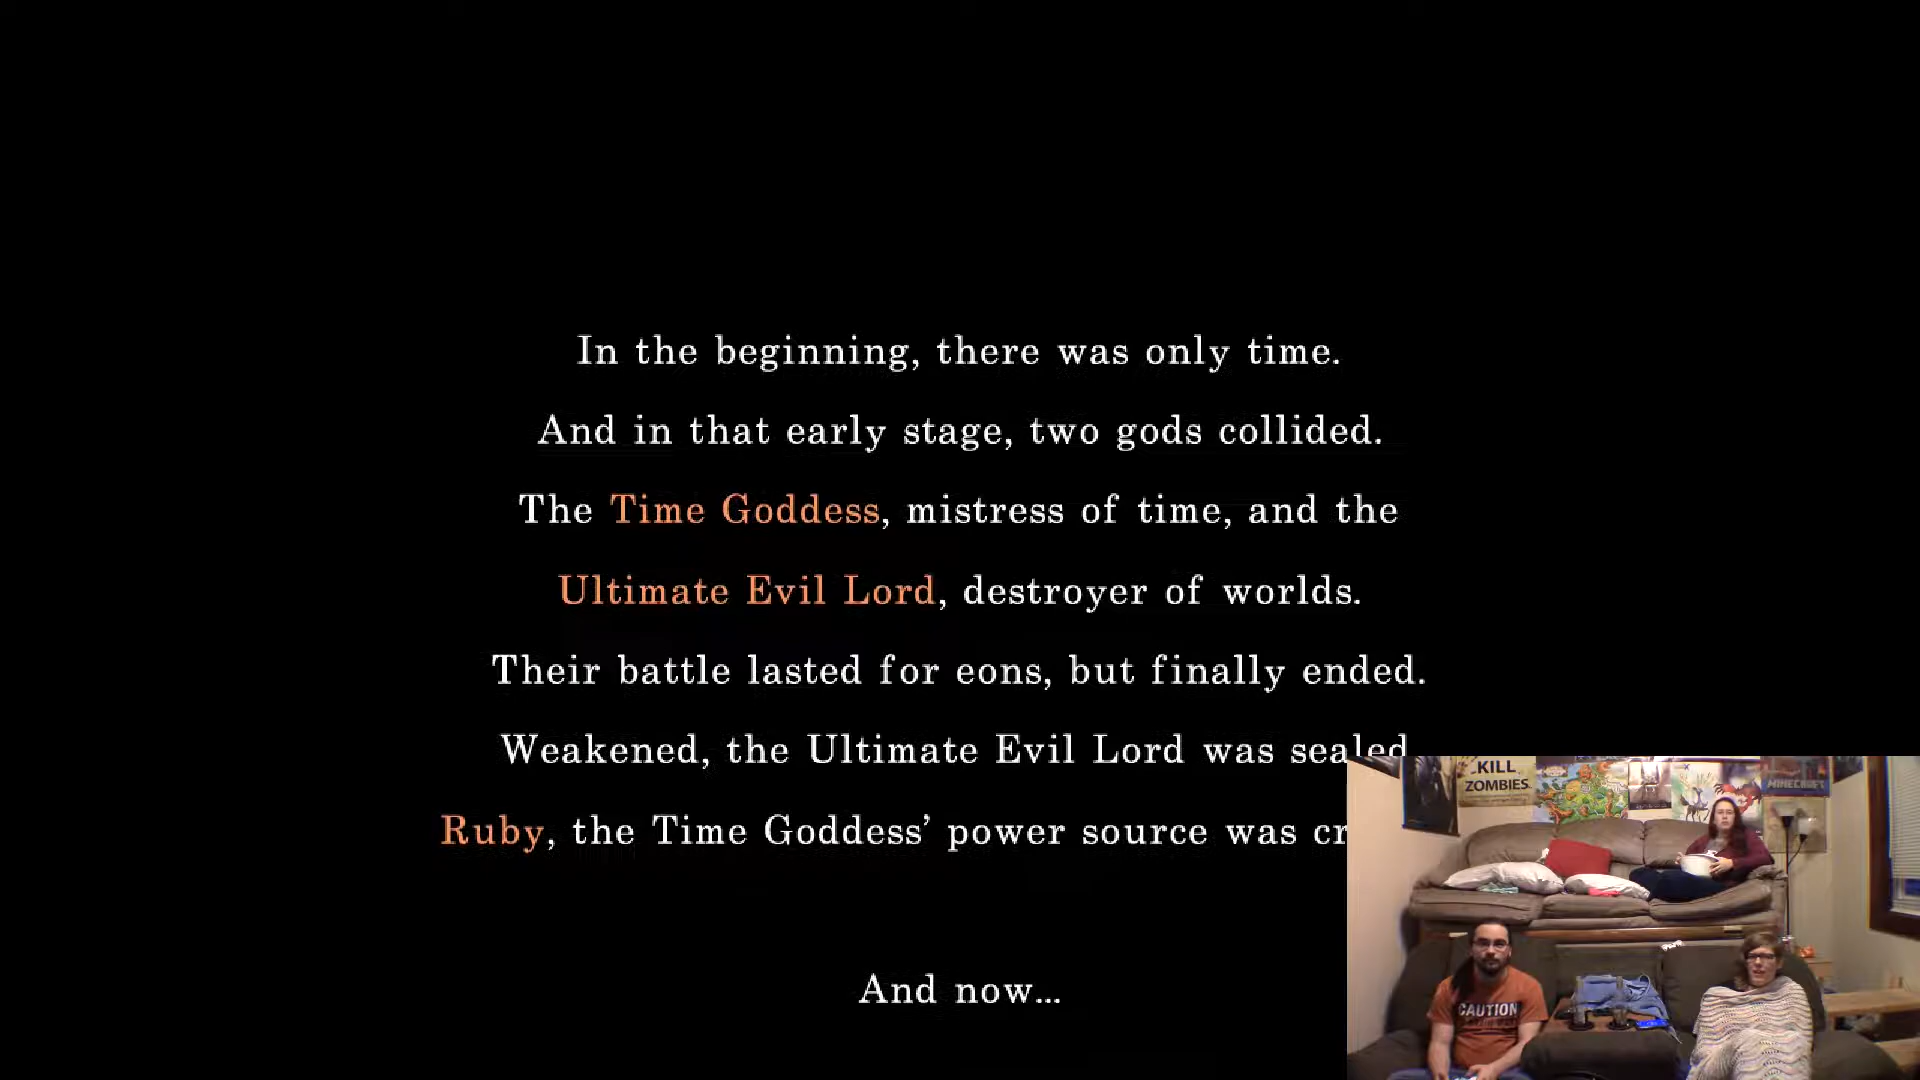 In the beginning, there was only time.
And in that early stage, two gods collided.
The Time Goddess, mistress of time, and the
Ultimate Evil Lord, destroyer of worlds.
Their battle lasted for eons, but finally ended.
Weakened, the Ultimate Evil Lord was sealed
Ruby, the Time Goddess’ power source was cr
And now...
KILL
ZOMBIES
MINECRAFT
CAUTION